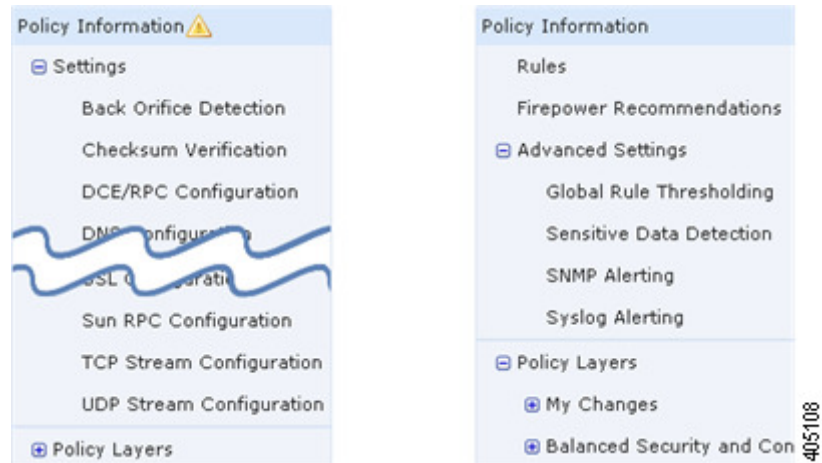 Policy Information
Settings
Back Orifice Detection
Checksum Verification
DCE/RPC Configuration
Sun RPC Configuration
TCP Stream Configuration
UDP Stream Configuration
Policy Layers
Policy Information
Rules
Firepower Recommendations
Advanced Settings
Global Rule Thresholding
Sensitive Data Detection
SNMP Alerting
Syslog Alerting
Policy Layers
My Changes
Balanced Security and Con
405108